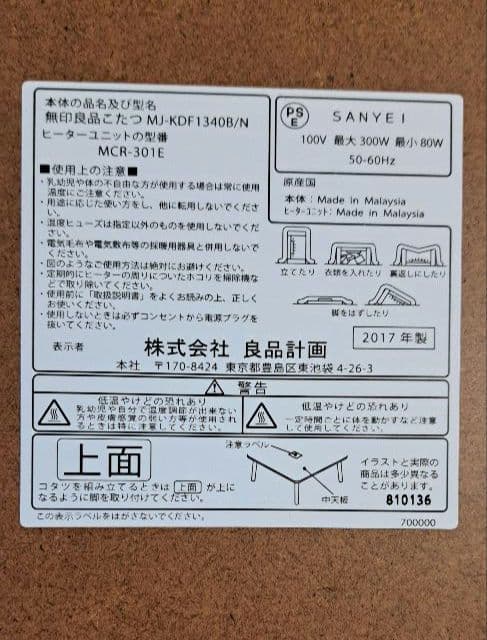 本体の品名及び型名
無印良品こたつ MJ-KDF1340B/N
ヒーターユニットの型番
MCR-301E
■使用上の注意■
・乳幼児や体の不自由な方が使用する場合は常に使用
温度にご注意ください。
・用途に応じた使い方をし、他に転用しないでくださ
い。
・温度ヒューズは指定以外のものを使用しないでくだ
さい。
・電気毛布や電気敷布等の採暖用器具と併用しないで
ください。
・図のようなご使用方法は絶対にお避けください。
・定期的にヒーターの周りについたホコリを掃除機な
どで取り除いてください。
・使用前に「取扱説明書」をよくお読みの上、正しく
お使いください。
・使用しないときは必ずコンセントから電源プラグを
抜いてください。
PSE
SANYEI
100V 最大300W 最小80W
50-60Hz
原産国
本体：Made in Malaysia
ヒーターユニット：Made in Malaysia
立てたり 衣類を入れたり 裏返しにしたり
脚をはずしたり
2017年製
表示者 株式会社 良品計画
本社 〒170-8424 東京都豊島区東池袋4-26-3
警告
低温やけどの恐れあり
乳幼児や自分で温度調節が出来ない
方や皮膚感覚の弱い方等が使用され
るときは特に注意してください。
低温やけどの恐れあり
一定時間ごとに体を動かすなど注意
して使用してください。
上面
コタツを組み立てるときは 上面 が上に
なるように脚を取り付けてください。
注意ラベル
中天板
イラストと実際の
商品は多少異なる
ことがあります。
810136
この表示ラベルをはがさないでください。
700000